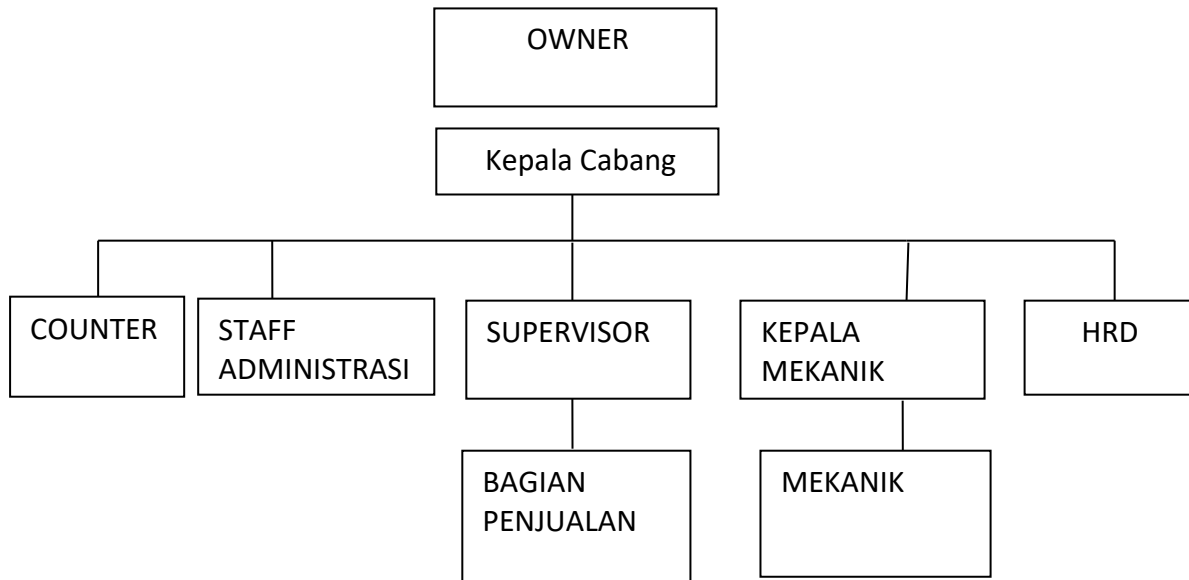 OWNER
Kepala Cabang
COUNTER
STAFF
ADMINISTRASI
SUPERVISOR
KEPALA
MEKANIK
HRD
BAGIAN
PENJUALAN
MEKANIK